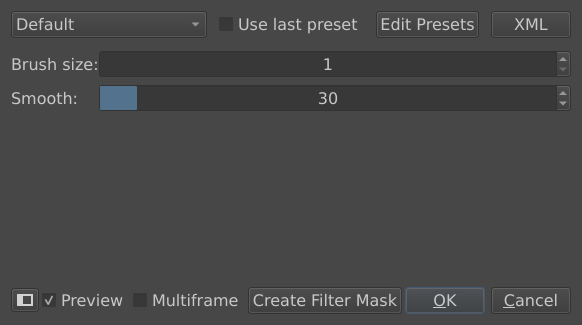 Default Use last preset Edit Presets XML
Brush size: 1
Smooth: 30
Preview Multiframe Create Filter Mask OK Cancel